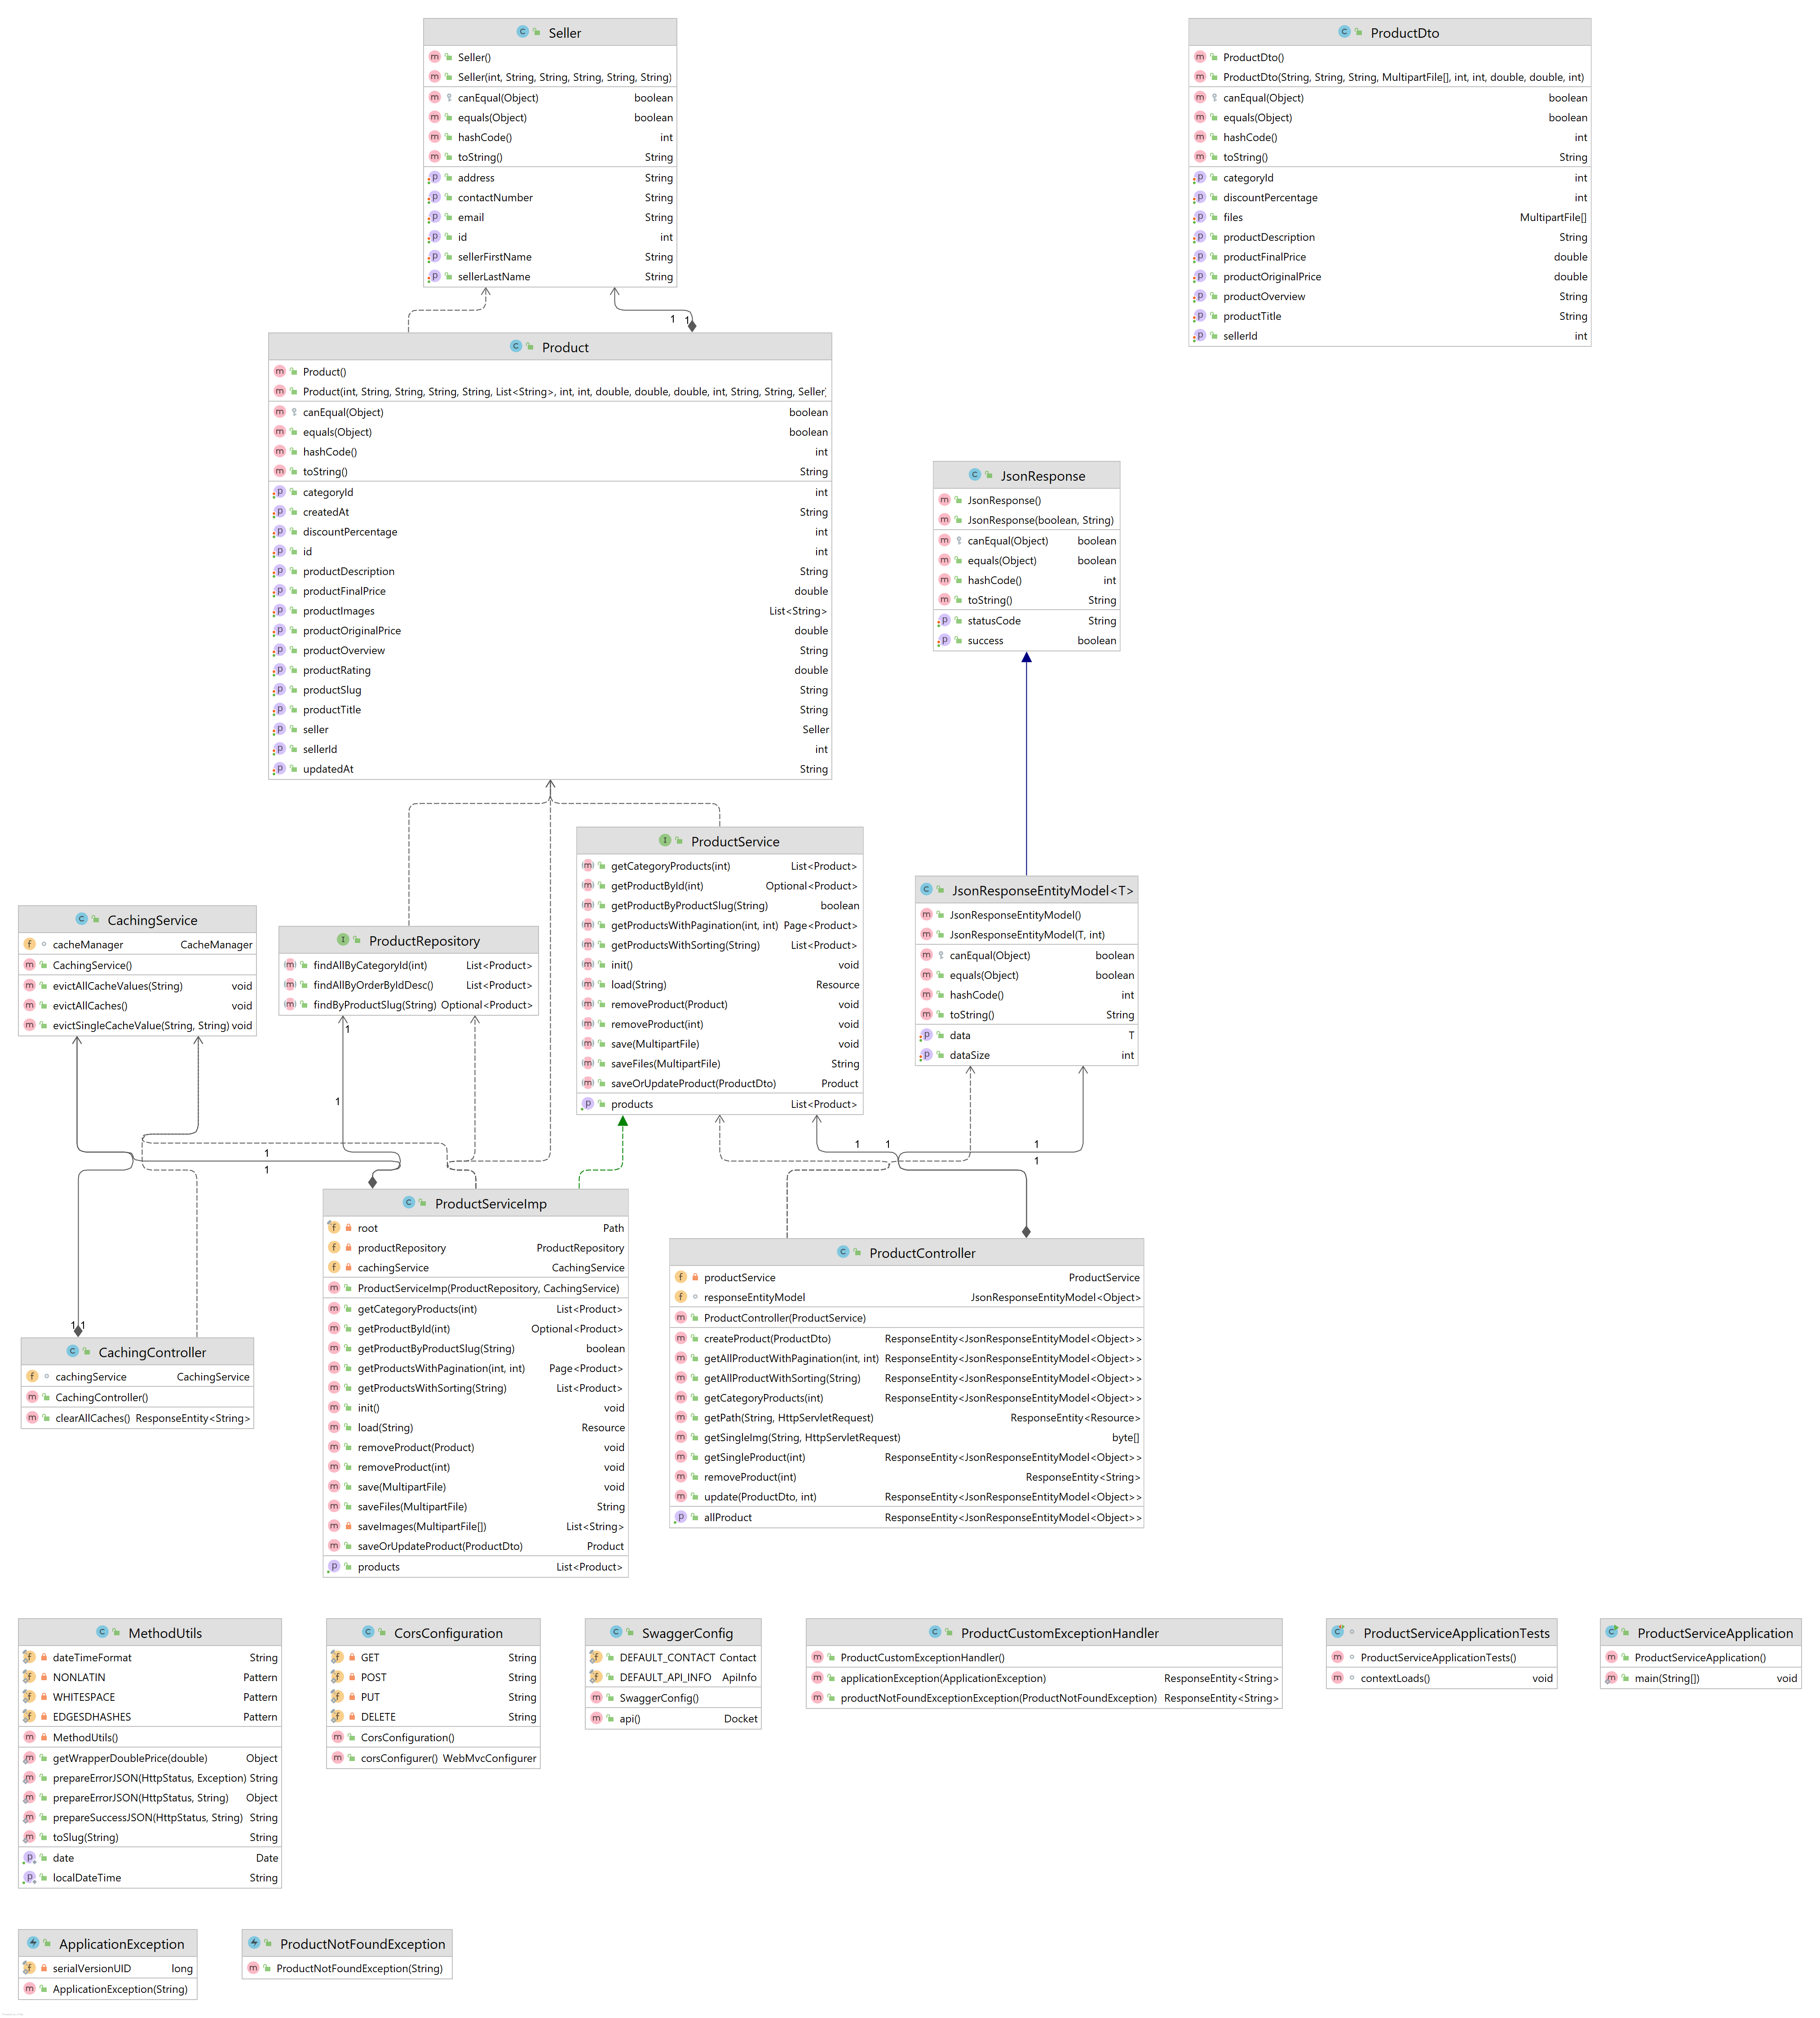 Seller
Seller()
Seller(int, String, String, String, String, String)
canEqual(Object) boolean
equals(Object) boolean
hashCode() int
toString() String
address String
contactNumber String
email String
id int
sellerFirstName String
sellerLastName String
ProductDto
ProductDto()
ProductDto(String, String, String, MultipartFile[], int, int, double, double, int)
canEqual(Object) boolean
equals(Object) boolean
hashCode() int
toString() String
categoryId int
discountPercentage int
files MultipartFile[]
productDescription String
productFinalPrice double
productOriginalPrice double
productOverview String
productTitle String
sellerId int
1 1
Product
Product()
Product(int, String, String, String, String, List<String>, int, int, double, double, double, int, String, String, Seller)
canEqual(Object) boolean
equals(Object) boolean
hashCode() int
toString() String
categoryId int
createdAt String
discountPercentage int
id int
productDescription String
productFinalPrice double
productImages List<String>
productOriginalPrice double
productOverview String
productRating double
productSlug String
productTitle String
seller Seller
sellerId int
updatedAt String
JsonResponse
JsonResponse()
JsonResponse(boolean, String)
canEqual(Object) boolean
equals(Object) boolean
hashCode() int
toString() String
statusCode String
success boolean
ProductService
getCategoryProducts(int) List<Product>
getProductById(int) Optional<Product>
getProductByProductSlug(String) boolean
getProductsWithPagination(int, int) Page<Product>
getProductsWithSorting(String) List<Product>
init() void
load(String) Resource
removeProduct(Product) void
removeProduct(int) void
save(MultipartFile) void
saveFiles(MultipartFile) String
saveOrUpdateProduct(ProductDto) Product
products List<Product>
JsonResponseEntityModel<T>
JsonResponseEntityModel()
JsonResponseEntityModel(T, int)
canEqual(Object) boolean
equals(Object) boolean
hashCode() int
toString() String
data T
dataSize int
CachingService
cacheManager CacheManager
CachingService()
evictAllCacheValues(String) void
evictAllCaches() void
evictSingleCacheValue(String, String) void
ProductRepository
findAllByCategoryId(int) List<Product>
findAllByOrderByIdDesc() List<Product>
findByProductSlug(String) Optional<Product>
1
1
1
1
1 1 1
1
1 1
ProductServiceImp
root Path
productRepository ProductRepository
cachingService CachingService
ProductServiceImp(ProductRepository, CachingService)
getCategoryProducts(int) List<Product>
getProductById(int) Optional<Product>
getProductByProductSlug(String) boolean
getProductsWithPagination(int, int) Page<Product>
getProductsWithSorting(String) List<Product>
init() void
load(String) Resource
removeProduct(Product) void
removeProduct(int) void
save(MultipartFile) void
saveFiles(MultipartFile) String
saveImages(MultipartFile[]) List<String>
saveOrUpdateProduct(ProductDto) Product
products List<Product>
ProductController
productService ProductService
responseEntityModel JsonResponseEntityModel<Object>
ProductController(ProductService)
createProduct(ProductDto) ResponseEntity<JsonResponseEntityModel<Object>>
getAllProductWithPagination(int, int) ResponseEntity<JsonResponseEntityModel<Object>>
getAllProductWithSorting(String) ResponseEntity<JsonResponseEntityModel<Object>>
getCategoryProducts(int) ResponseEntity<JsonResponseEntityModel<Object>>
getPath(String, HttpServletRequest) ResponseEntity<Resource>
getSingleImg(String, HttpServletRequest) byte[]
getSingleProduct(int) ResponseEntity<JsonResponseEntityModel<Object>>
removeProduct(int) ResponseEntity<String>
update(ProductDto, int) ResponseEntity<JsonResponseEntityModel<Object>>
allProduct ResponseEntity<JsonResponseEntityModel<Object>>
CachingController
cachingService CachingService
CachingController()
clearAllCaches() ResponseEntity<String>
MethodUtils
dateTimeFormat String
NONLATIN Pattern
WHITESPACE Pattern
EDGESDHASHES Pattern
MethodUtils()
getWrapperDoublePrice(double) Object
prepareErrorJSON(HttpStatus, Exception) String
prepareErrorJSON(HttpStatus, String) Object
prepareSuccessJSON(HttpStatus, String) String
toSlug(String) String
date Date
localDateTime String
CorsConfiguration
GET String
POST String
PUT String
DELETE String
CorsConfiguration()
corsConfigurer() WebMvcConfigurer
SwaggerConfig
DEFAULT_CONTACT Contact
DEFAULT_API_INFO ApiInfo
SwaggerConfig()
api() Docket
ProductCustomExceptionHandler
ProductCustomExceptionHandler()
applicationException(ApplicationException) ResponseEntity<String>
productNotFoundExceptionException(ProductNotFoundException) ResponseEntity<String>
ProductServiceApplicationTests
ProductServiceApplicationTests()
contextLoads() void
ProductServiceApplication
ProductServiceApplication()
main(String[]) void
ApplicationException
serialVersionUID long
ApplicationException(String)
ProductNotFoundException
ProductNotFoundException(String)